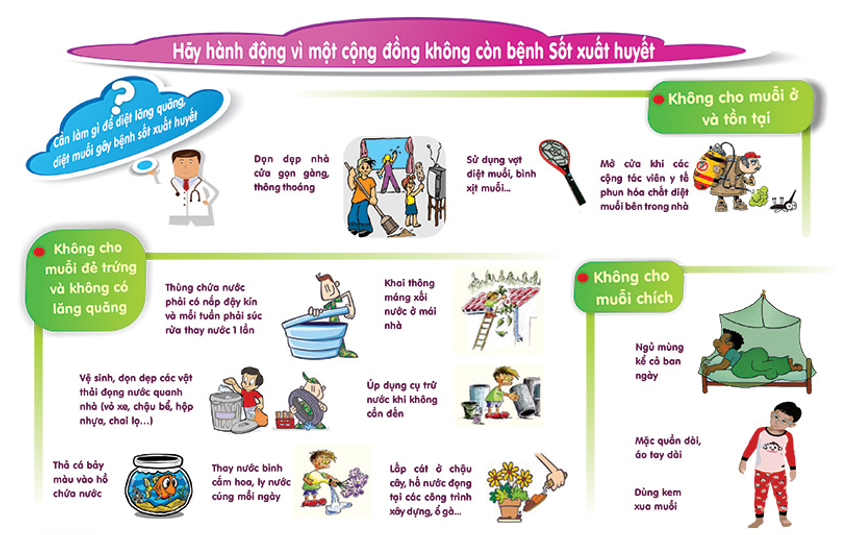 Hãy hành động vì một cộng đồng không còn bệnh Sốt xuất huyết
?
Cần làm gì để diệt lăng quăng,
diệt muỗi gây bệnh sốt xuất huyết
Không cho muỗi ở
và tồn tại
Dọn dẹp nhà
cửa gọn gàng,
thông thoáng
Sử dụng vợt
diệt muỗi, bình
xịt muỗi...
Mở cửa khi các
cộng tác viên y tế
phun hóa chất diệt
muỗi bên trong nhà
Không cho
muỗi đẻ trứng
và không có
lăng quăng
Thùng chứa nước
phải có nắp đậy kín
và mỗi tuần phải súc
rửa thay nước 1 lần
Khai thông
máng xối
nước ở mái
nhà
Vệ sinh, dọn dẹp các vật
thải đọng nước quanh
nhà (vỏ xe, chậu bể, hộp
nhựa, chai lọ...)
Úp dụng cụ trữ
nước khi không
cần dến
Thả cá bảy
màu vào hồ
chứa nước
Thay nước bình
cắm hoa, ly nước
cúng mỗi ngày
Lấp cát ở chậu
cây, hố nước đọng
tại các công trình
xây dựng, ổ gà...
Không cho
muỗi chích
Ngủ mùng
kể cả ban
ngày
Mặc quần dài,
áo tay dài
Dùng kem
xua muỗi